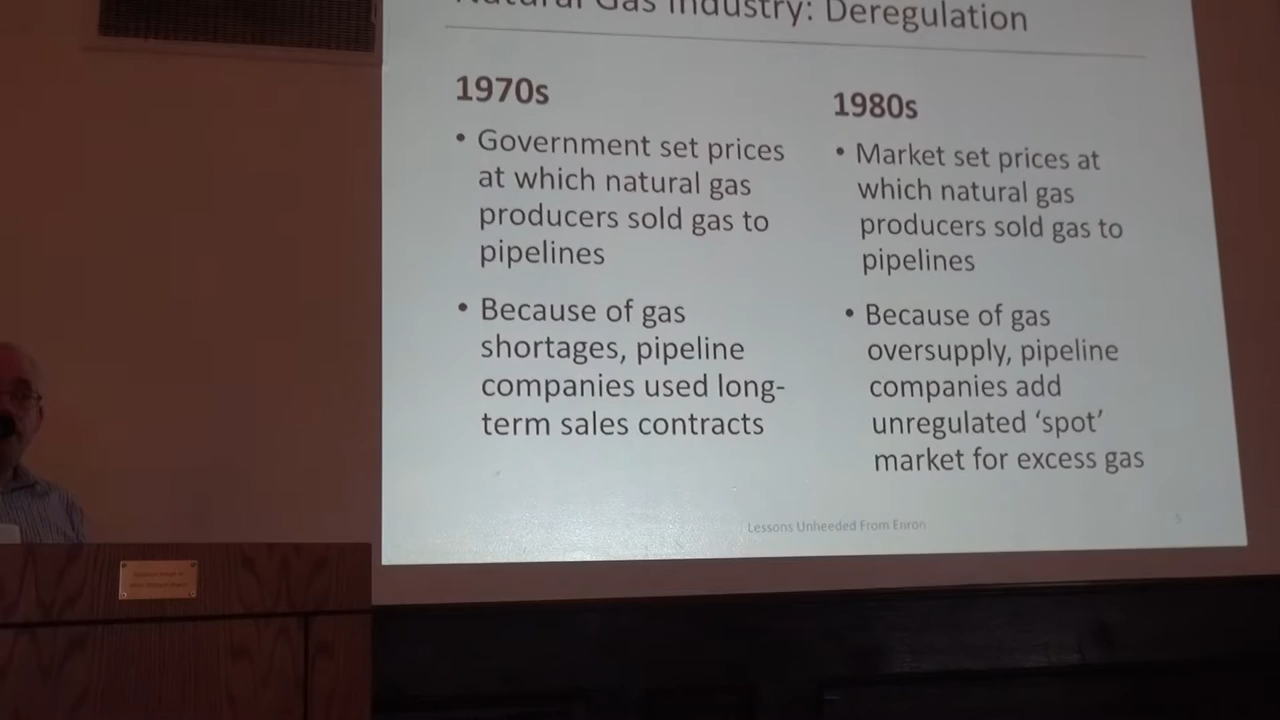 Natural Gas Industry: Deregulation
1970s
• Government set prices
at which natural gas
producers sold gas to
pipelines
• Because of gas
shortages, pipeline
companies used long-
term sales contracts
1980s
• Market set prices at
which natural gas
producers sold gas to
pipelines
• Because of gas
oversupply, pipeline
companies add
unregulated ‘spot’
market for excess gas
Lessons Unheeded From Enron
5